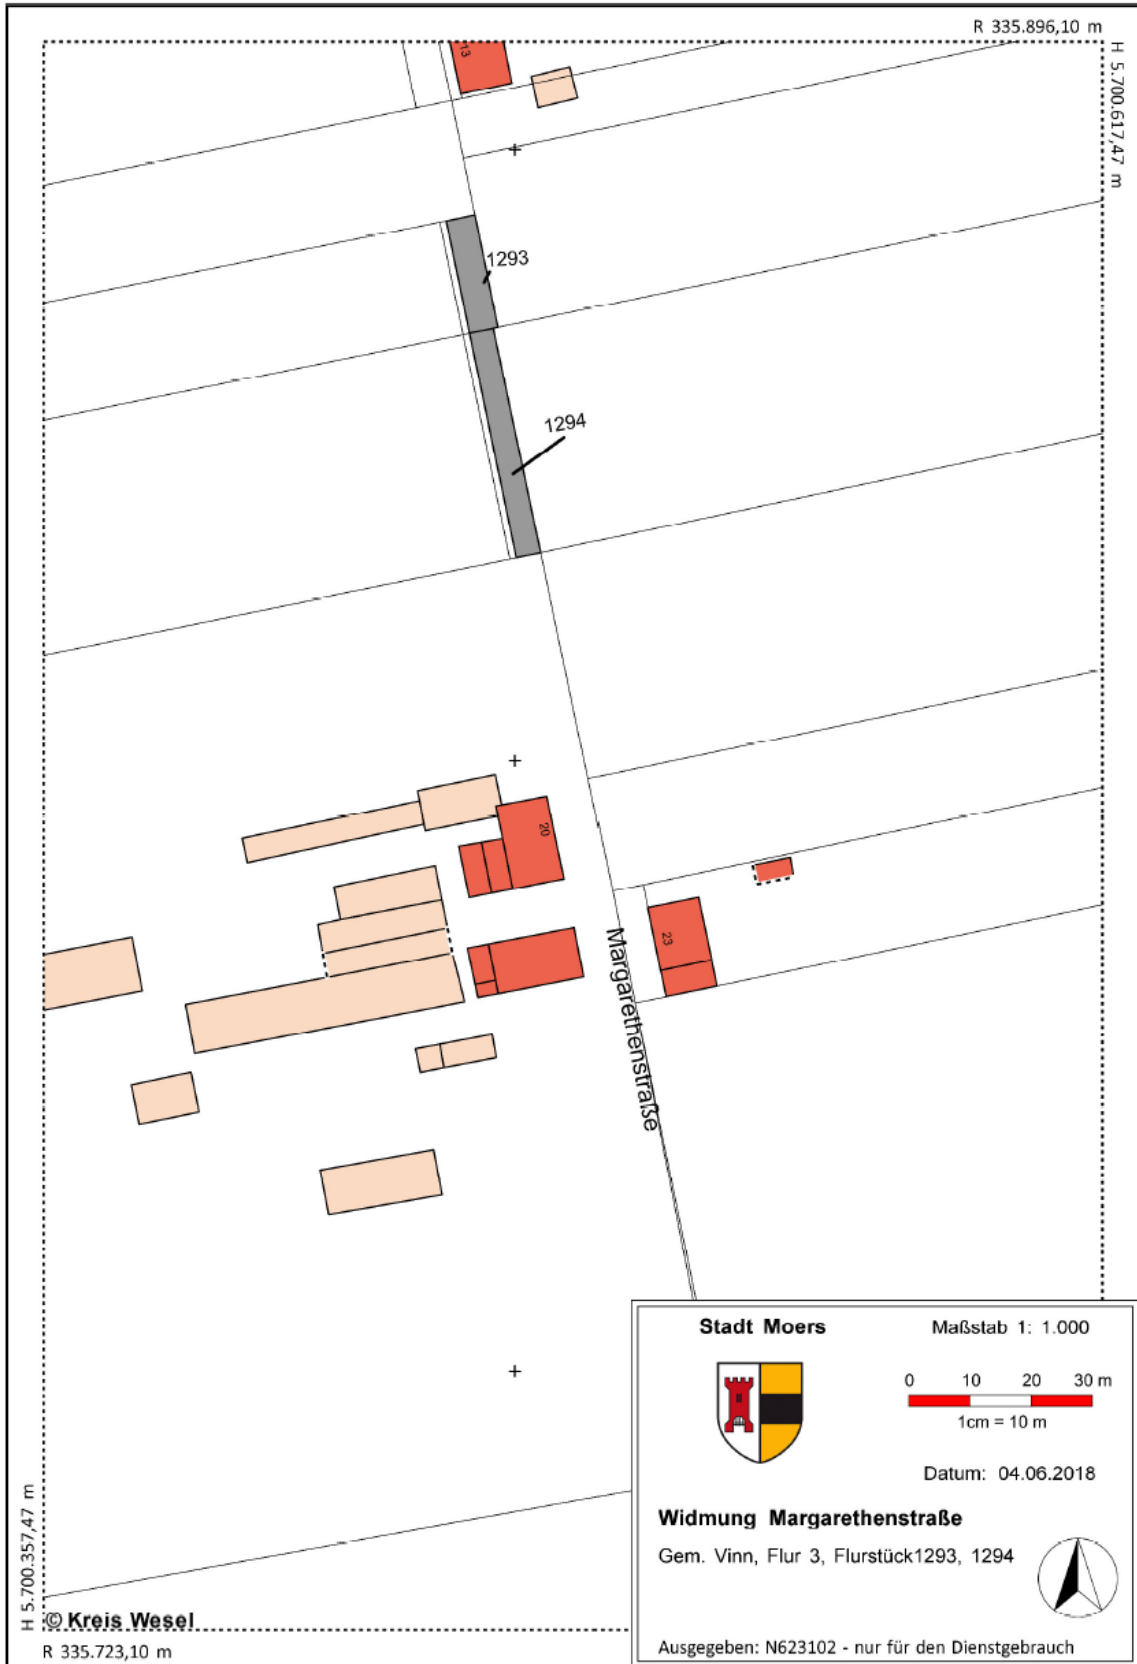 R 335.896,10 m
H 5.700.617,47 m
13
1293
1294
20
23
Margarethenstraße
Stadt Moers
Maßstab 1: 1.000
0 10 20 30 m
1cm = 10 m
Datum: 04.06.2018
Widmung Margarethenstraße
Gem. Vinn, Flur 3, Flurstück1293, 1294
Ausgegeben: N623102 - nur für den Dienstgebrauch
H 5.700.357,47 m
© Kreis Wesel
R 335.723,10 m